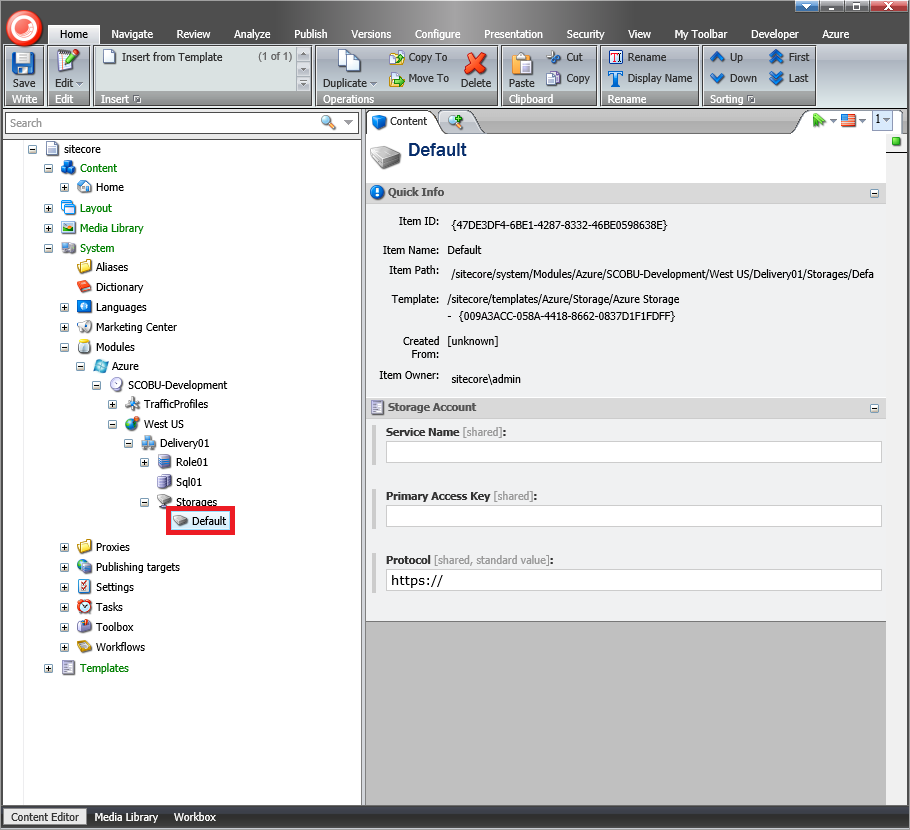 Home Navigate Review Analyze Publish Versions Configure Presentation Security View My Toolbar Developer Azure
Save
Write
Edit
Edit
Insert from Template (1 of 1)
Insert
Duplicate
Copy To
Move To
Delete
Operations
Paste
Cut
Copy
Clipboard
Rename
Display Name
Rename
Up
Down
First
Last
Sorting
Search
sitecore
Content
Home
Layout
Media Library
System
Aliases
Dictionary
Languages
Marketing Center
Modules
Azure
SCOBU-Development
TrafficProfiles
West US
Delivery01
Role01
Sql01
Storages
Default
Proxies
Publishing targets
Settings
Tasks
Toolbox
Workflows
Templates
Content
1
Default
Quick Info
Item ID: {47DE3DF4-6BE1-4287-8332-46BE0598638E}
Item Name: Default
Item Path: /sitecore/system/Modules/Azure/SCOBU-Development/West US/Delivery01/Storages/Defa
Template: /sitecore/templates/Azure/Storage/Azure Storage
- {009A3ACC-058A-4418-8662-0837D1F1FDFF}
Created From: [unknown]
Item Owner: sitecore\admin
Storage Account
Service Name [shared]:
Primary Access Key [shared]:
Protocol [shared, standard value]:
https://
Content Editor Media Library Workbox